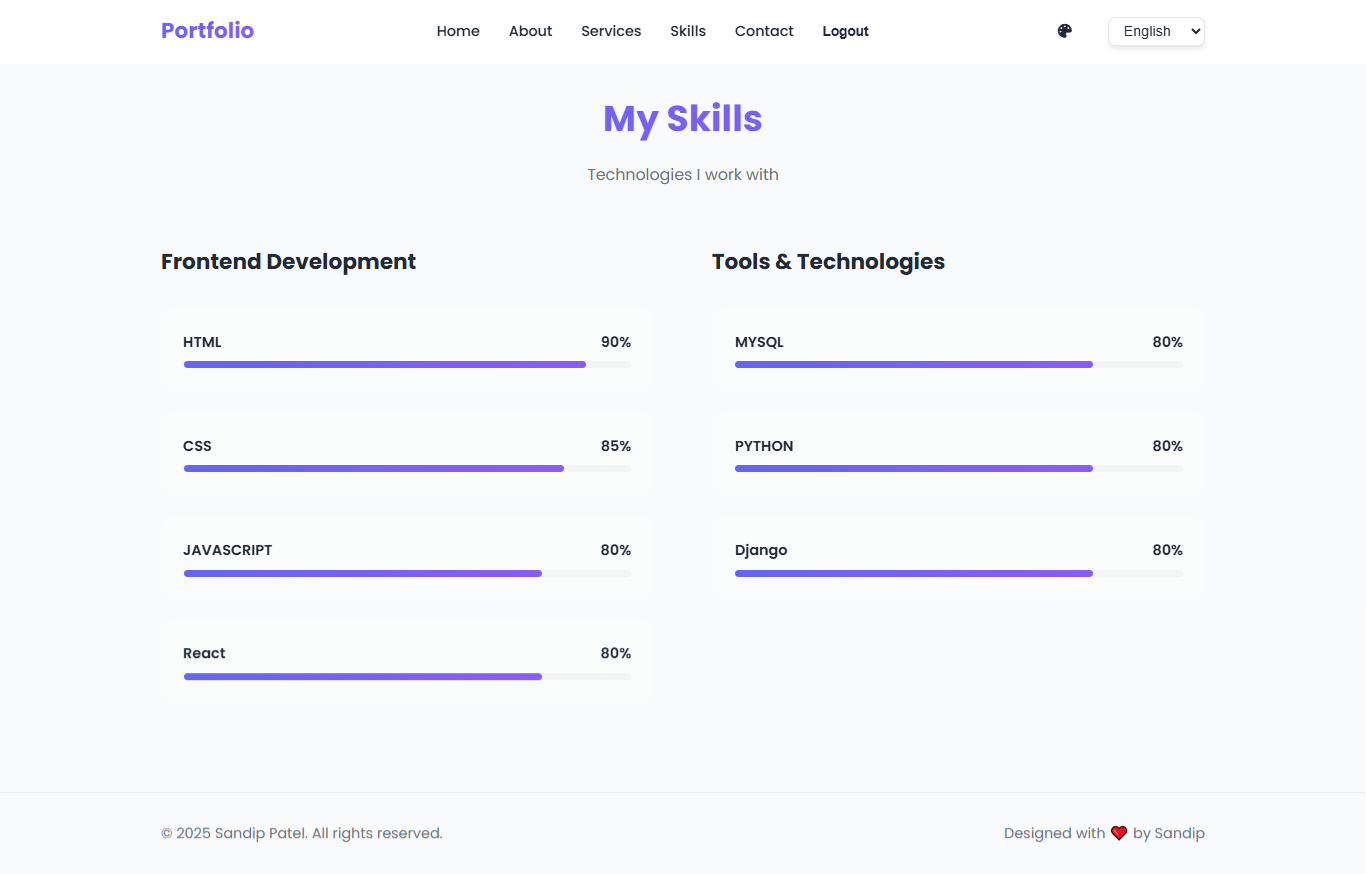 Portfolio Home About Services Skills Contact Logout English
My Skills
Technologies I work with
Frontend Development
HTML 90%
CSS 85%
JAVASCRIPT 80%
React 80%
Tools & Technologies
MYSQL 80%
PYTHON 80%
Django 80%
© 2025 Sandip Patel. All rights reserved.
Designed with ❤️ by Sandip